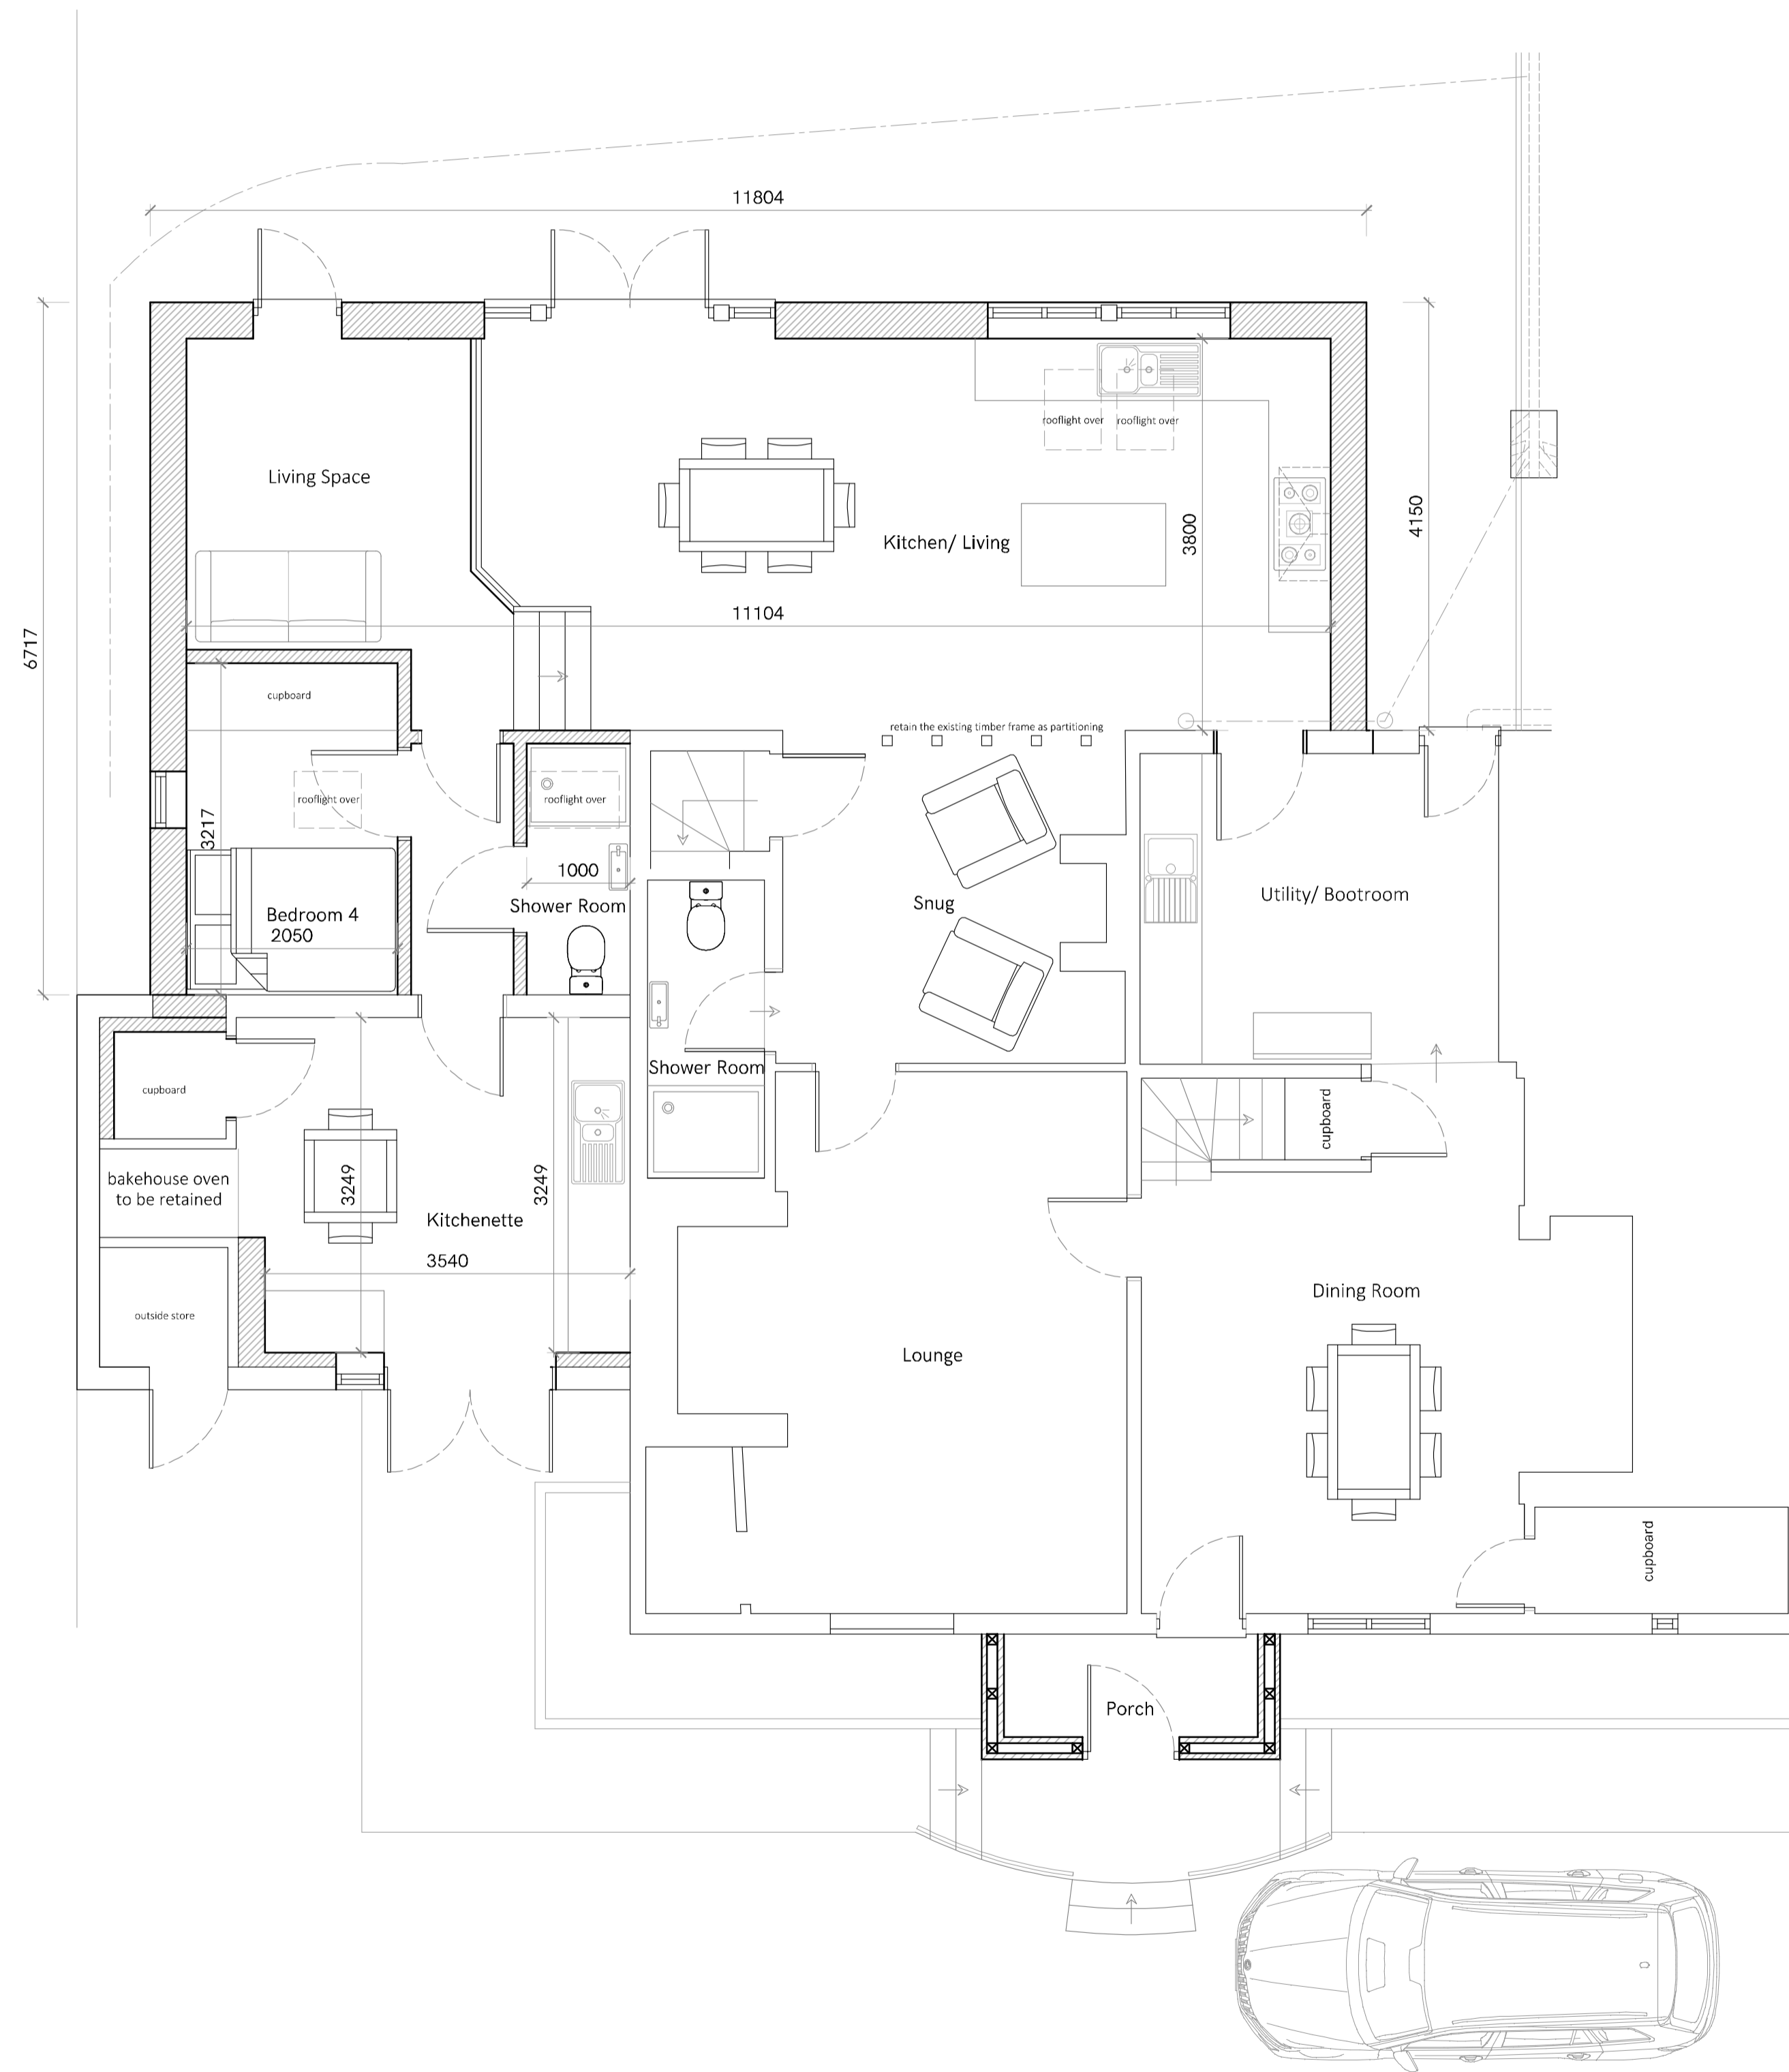 11804
6717
Living Space
Kitchen/ Living
rooflight over
rooflight over
3800
4150
11104
cupboard
retain the existing timber frame as partitioning
rooflight over
rooflight over
3217
1000
Shower Room
Bedroom 4
2050
Snug
Utility/ Bootroom
Shower Room
cupboard
cupboard
bakehouse oven
to be retained
3249
3249
Kitchenette
3540
outside store
Lounge
Dining Room
cupboard
Porch